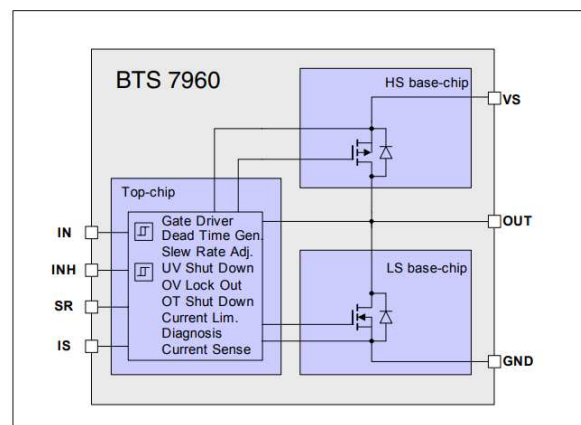 BTS 7960
HS base-chip
VS
Top-chip
Gate Driver
Dead Time Gen.
Slew Rate Adj.
UV Shut Down
OV Lock Out
OT Shut Down
Current Lim.
Diagnosis
Current Sense
IN
INH
SR
IS
OUT
LS base-chip
GND